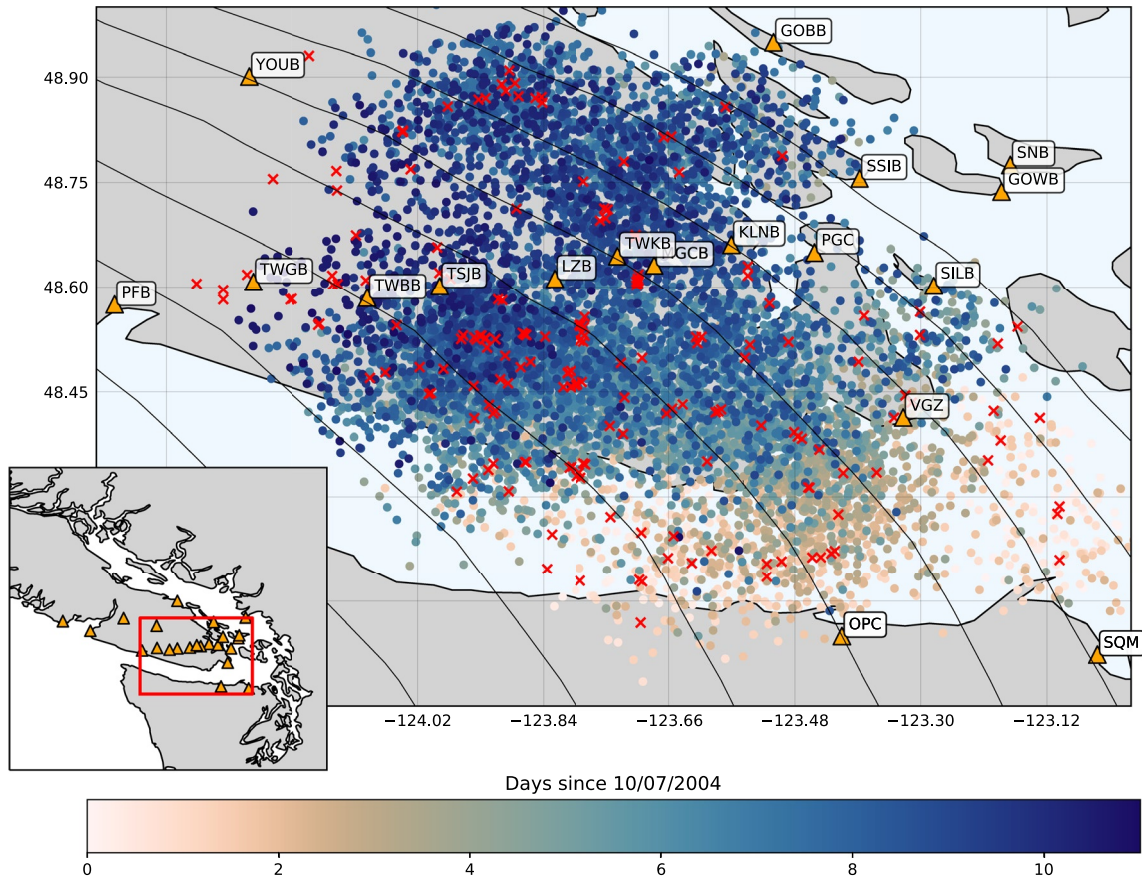 GOBB
YOUB
48.90
SNB
SSIB
GOWB
48.75
KLNB
TWKB
PGC
MGCB
LZB
TSJB
TWGB
SILB
TWBB
48.60
PFB
48.45
VGZ
OPC
SQM
−124.02 −123.84 −123.66 −123.48 −123.30 −123.12
Days since 10/07/2004
0 2 4 6 8 10